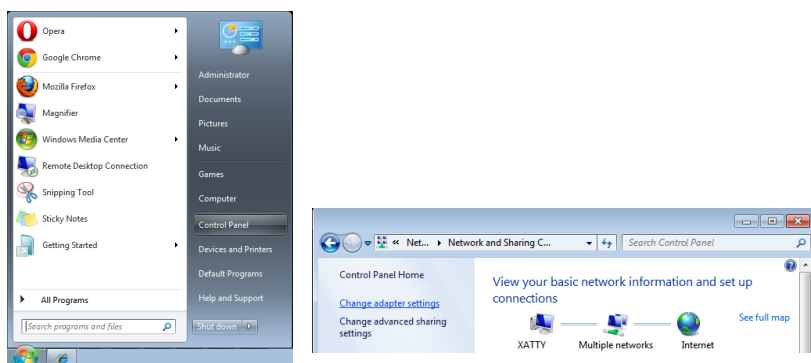 Opera
Google Chrome
Mozilla Firefox
Magnifier
Windows Media Center
Remote Desktop Connection
Snipping Tool
Sticky Notes
Getting Started
All Programs
Search programs and files
Administrator
Documents
Pictures
Music
Games
Computer
Control Panel
Devices and Printers
Default Programs
Help and Support
Shut down
« Net... Network and Sharing C...
Search Control Panel
Control Panel Home
Change adapter settings
Change advanced sharing
settings
View your basic network information and set up
connections
See full map
XATTY Multiple networks Internet